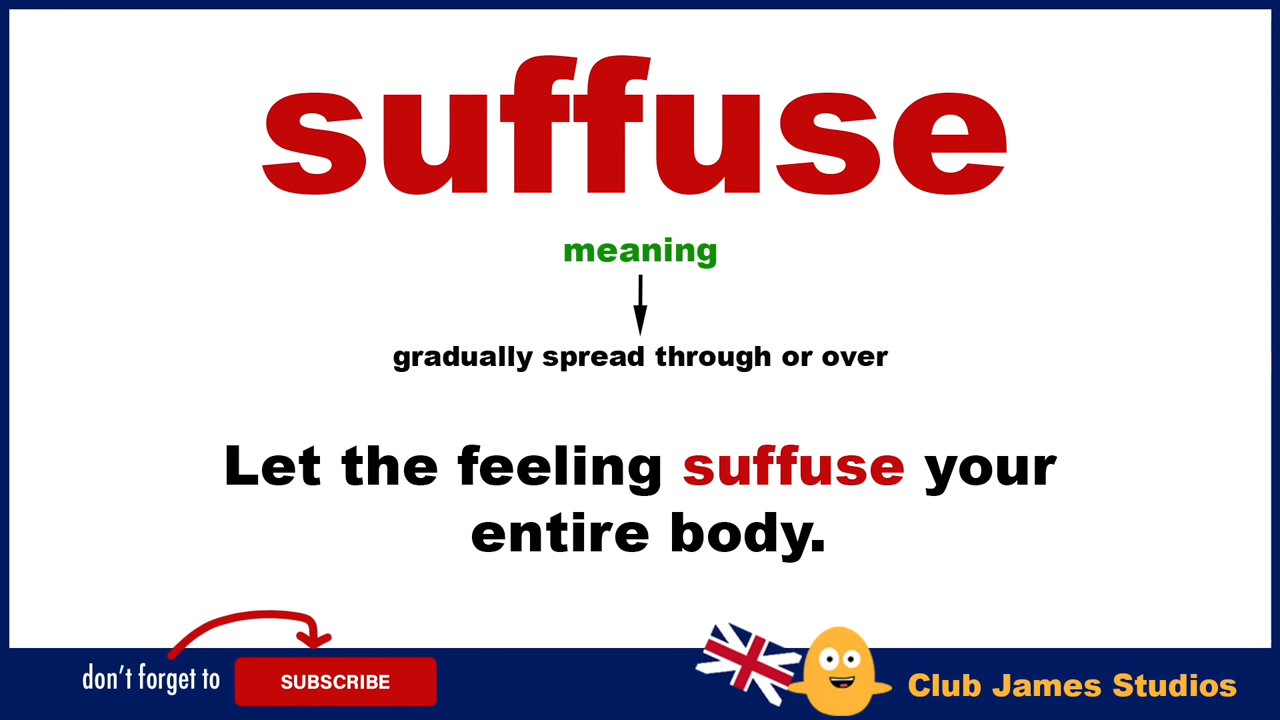 suffuse
meaning
gradually spread through or over
Let the feeling suffuse your
entire body.
don't forget to
SUBSCRIBE
Club James Studios